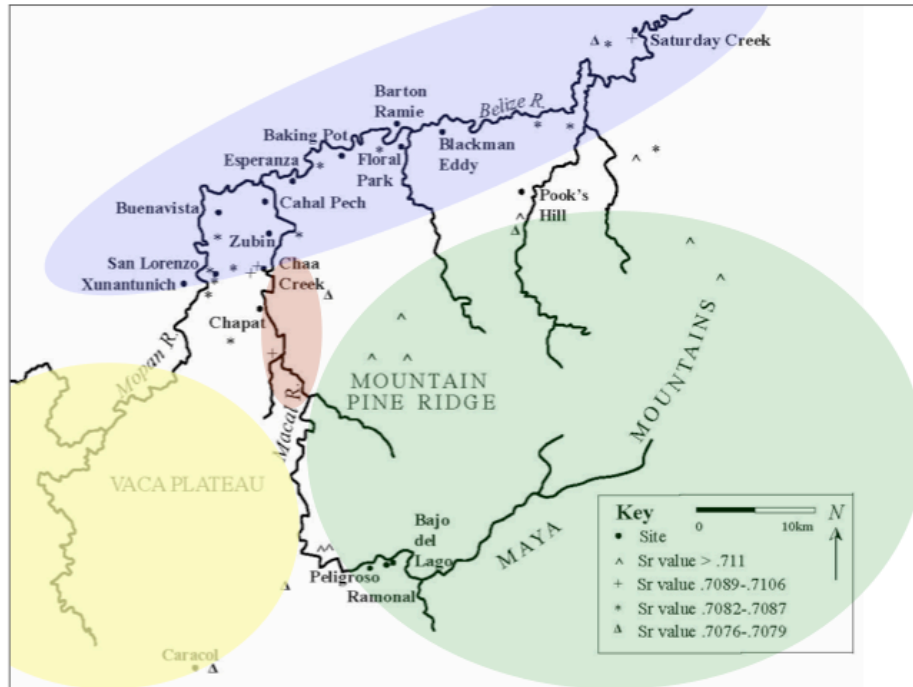 Saturday Creek
Barton
Ramie
Belize R.
Baking Pot
Esperanza
Floral
Park
Blackman
Eddy
Buenavista
Cahal Pech
Pook's
Hill
Zubin
San Lorenzo
Xunantunich
Chaa
Creek
Chapat
Mopan R.
MOUNTAIN
PINE RIDGE
MOUNTAINS
Macal R.
VACA PLATEAU
MAYA
Bajo
del
Lago
Peligroso
Ramonal
Caracol
Key
0 10km
N
• Site
^ Sr value > .711
+ Sr value .7089-.7106
* Sr value .7082-.7087
Δ Sr value .7076-.7079